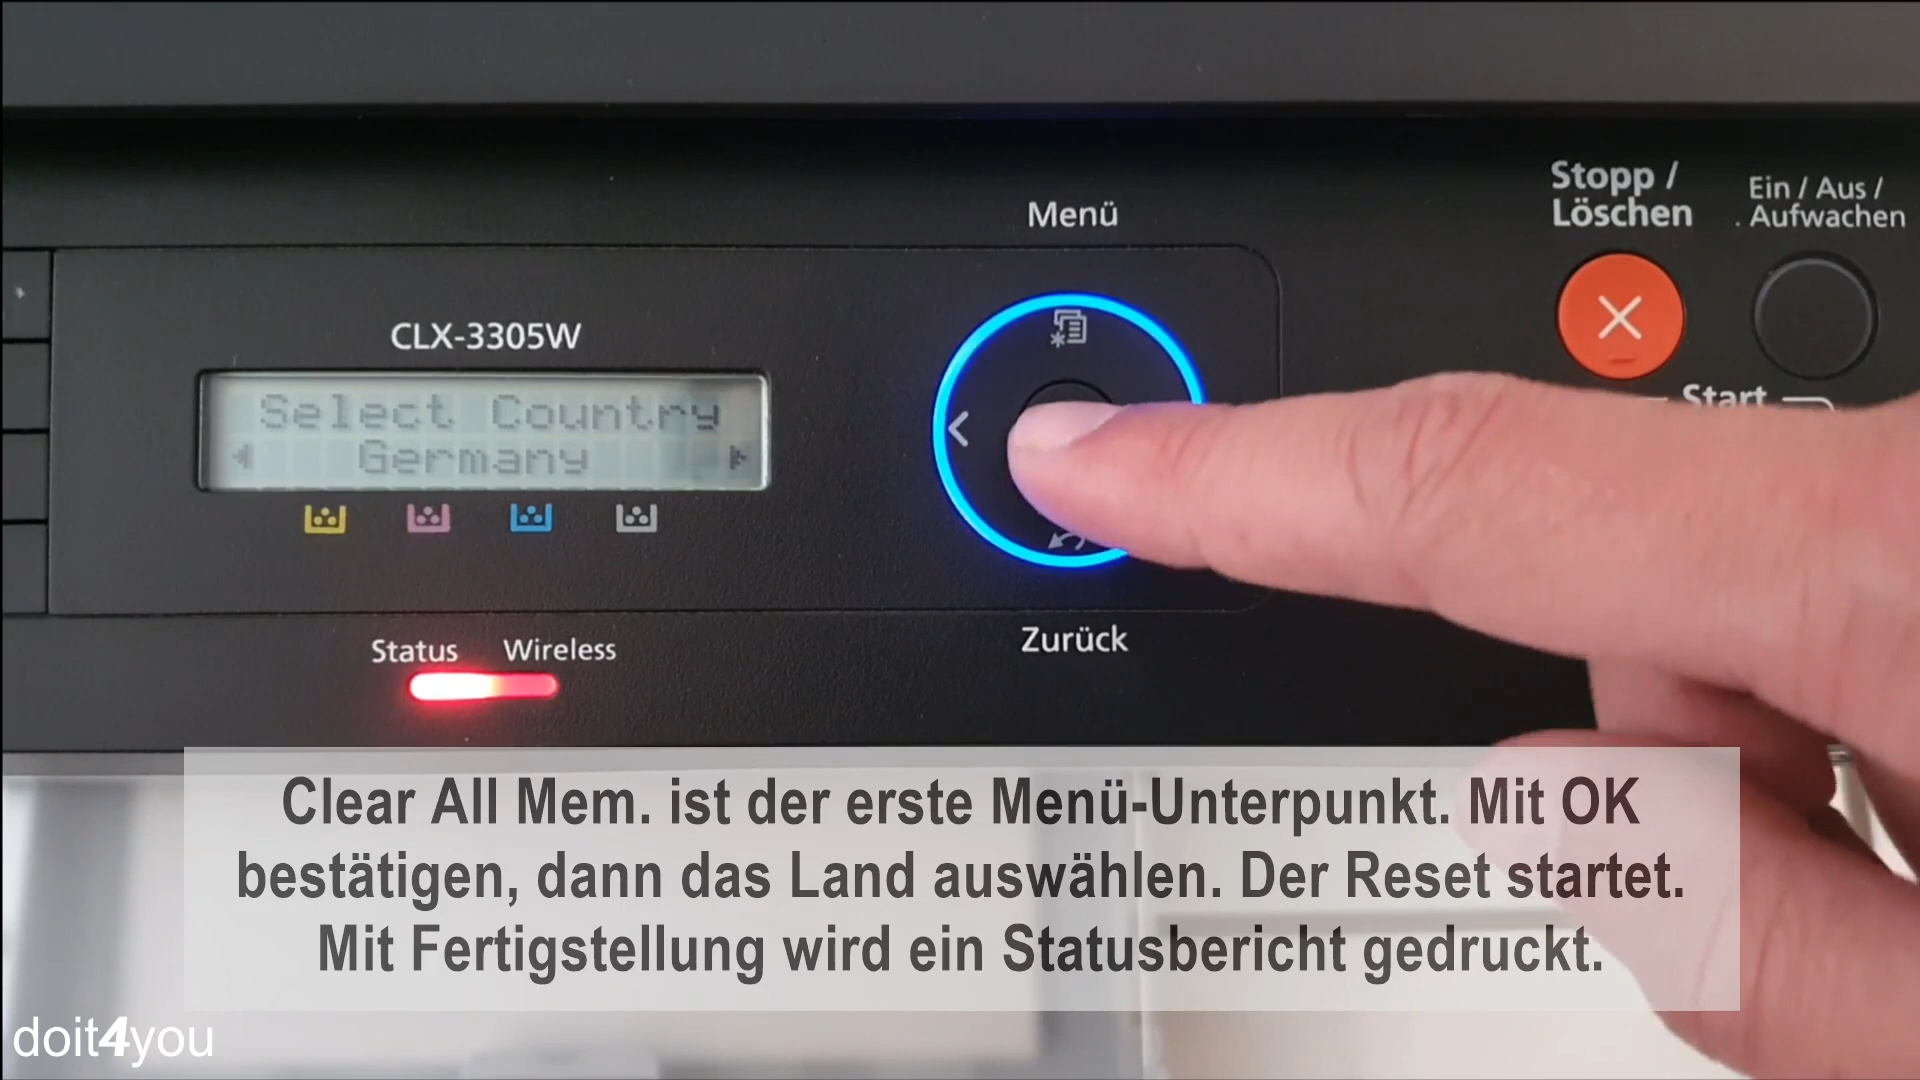 Stopp /
Löschen
Ein / Aus /
Aufwachen
Menü
CLX-3305W
Select Country
Germany
Start
Status Wireless
Zurück
Clear All Mem. ist der erste Menü-Unterpunkt. Mit OK
bestätigen, dann das Land auswählen. Der Reset startet.
Mit Fertigstellung wird ein Statusbericht gedruckt.
doit4you